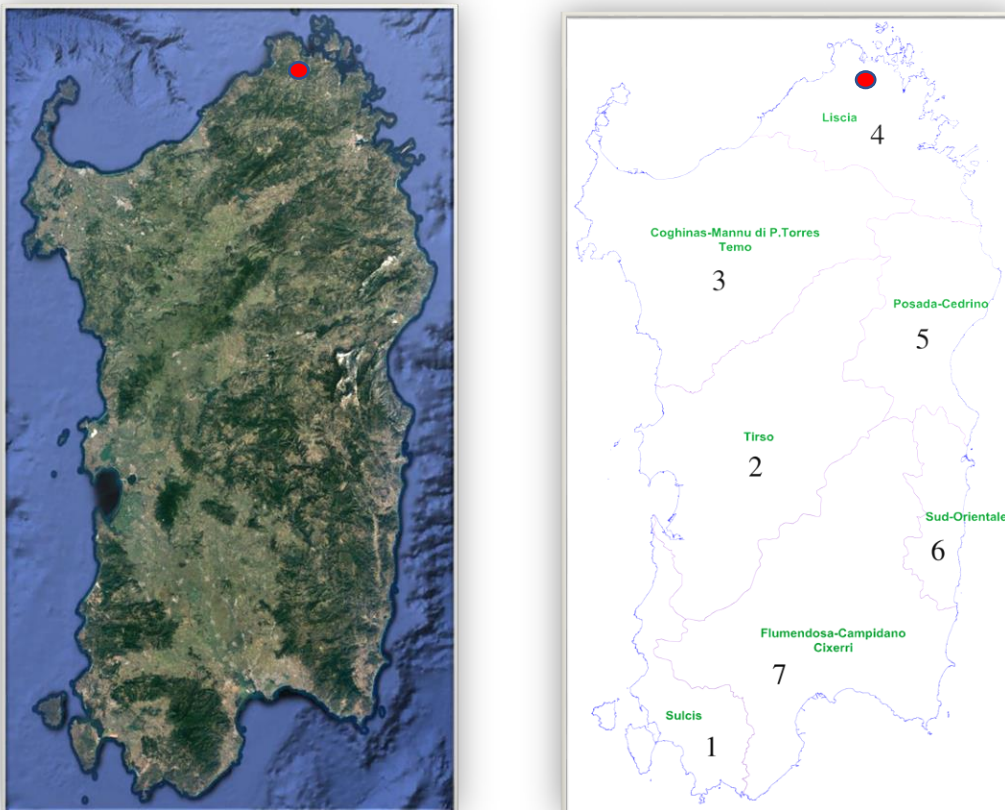 Liscia
4
Coghinas-Mannu di P.Torres
Temo
3
Posada-Cedrino
5
Tirso
2
Sud-Orientale
6
Flumendosa-Campidano
Cixerri
7
Sulcis
1